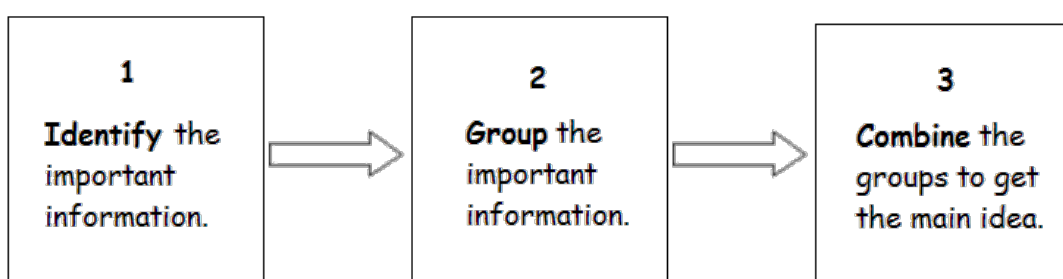 1
Identify the
important
information.
2
Group the
important
information.
3
Combine the
groups to get
the main idea.